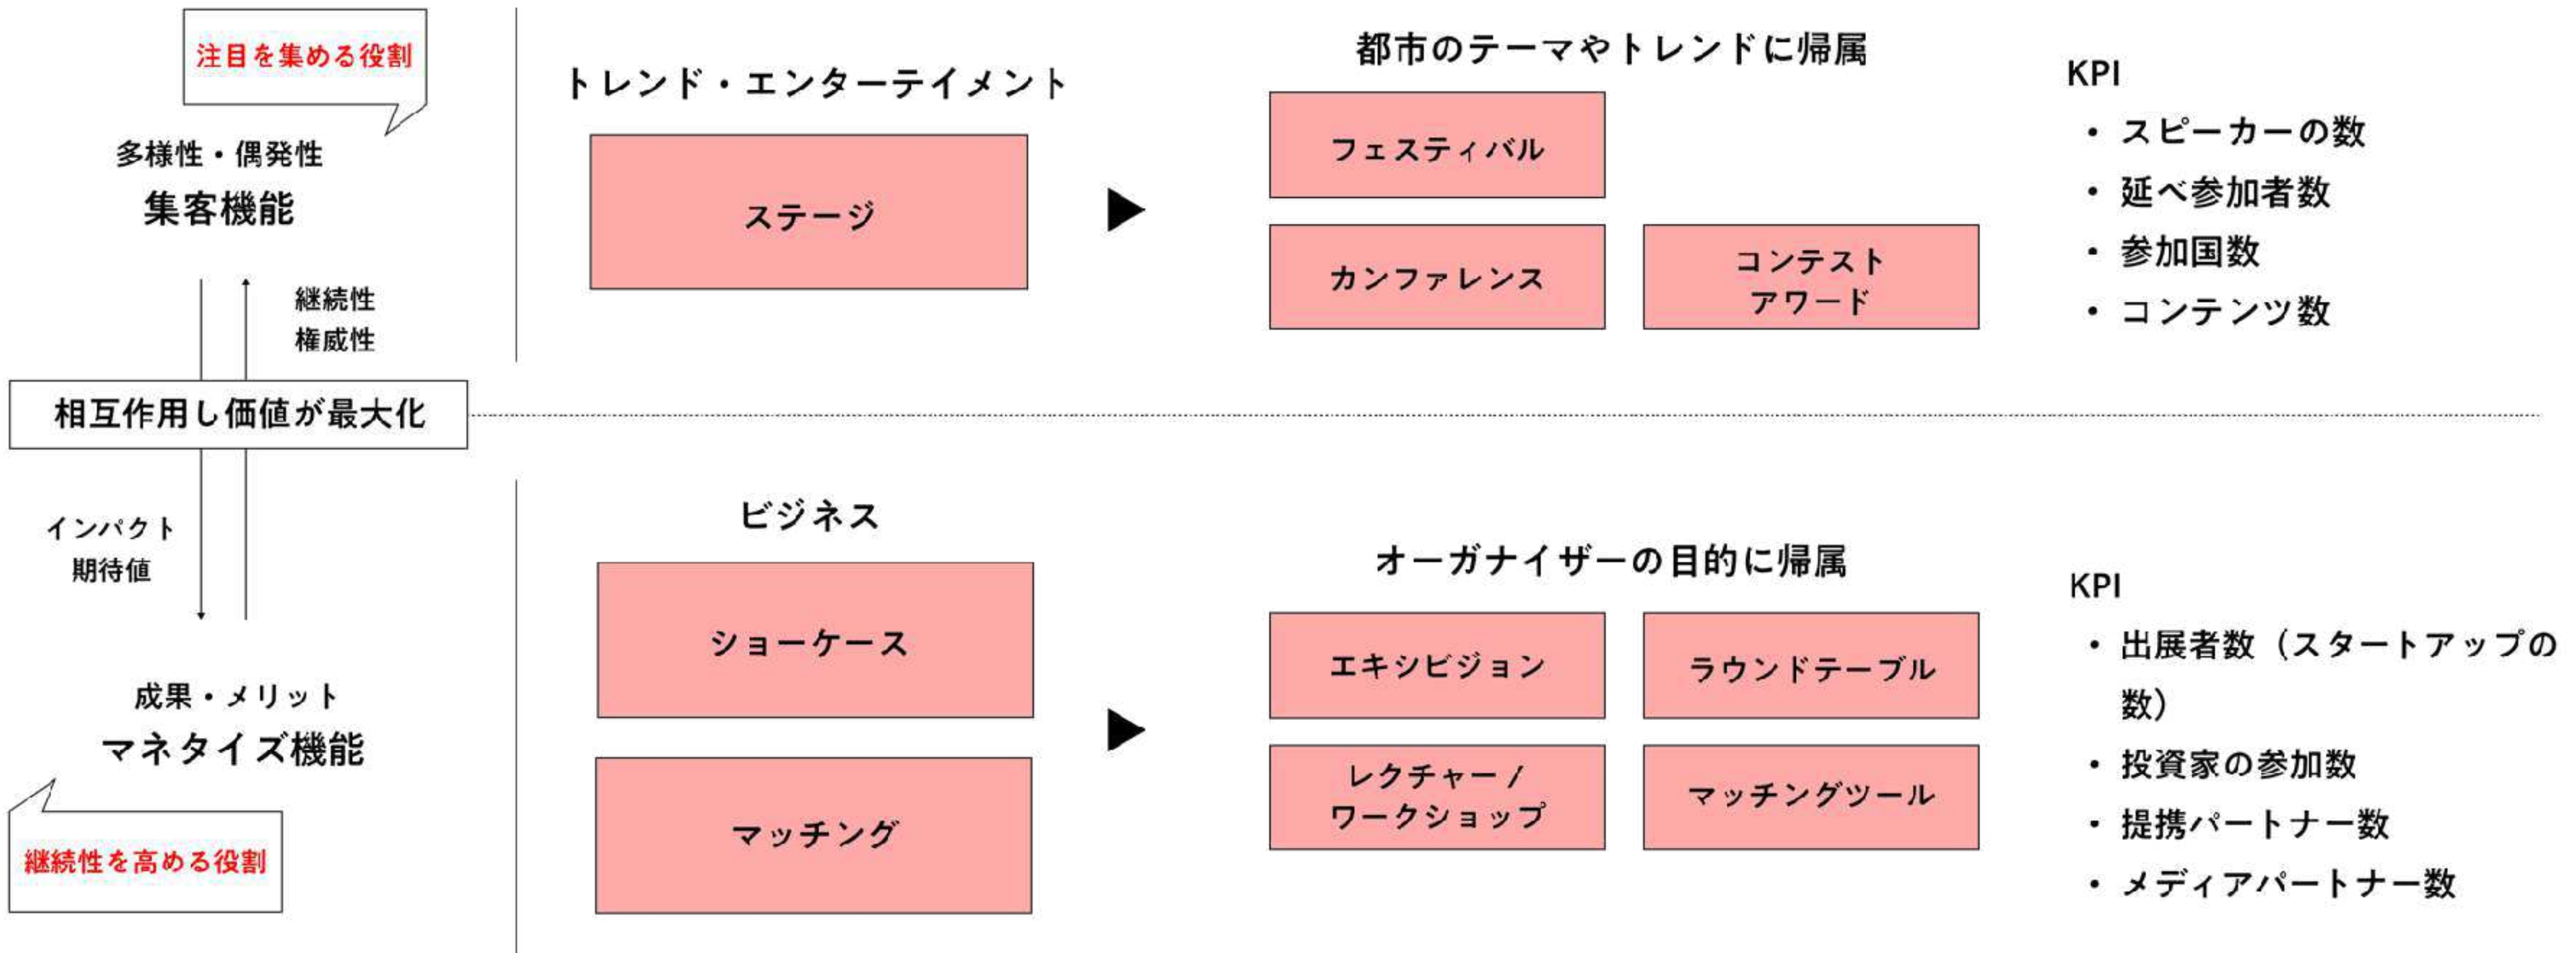 注目を集める役割
多様性・偶発性
集客機能
継続性
権威性
相互作用し価値が最大化
インパクト
期待値
成果・メリット
マネタイズ機能
継続性を高める役割
トレンド・エンターテイメント
ステージ
都市のテーマやトレンドに帰属
フェスティバル
カンファレンス
コンテスト
アワード
KPI
・ スピーカーの数
・ 延べ参加者数
・ 参加国数
・ コンテンツ数
ビジネス
ショーケース
マッチング
オーガナイザーの目的に帰属
エキシビジョン
ラウンドテーブル
レクチャー /
ワークショップ
マッチングツール
KPI
・ 出展者数（スタートアップの
数）
・ 投資家の参加数
・ 提携パートナー数
・ メディアパートナー数